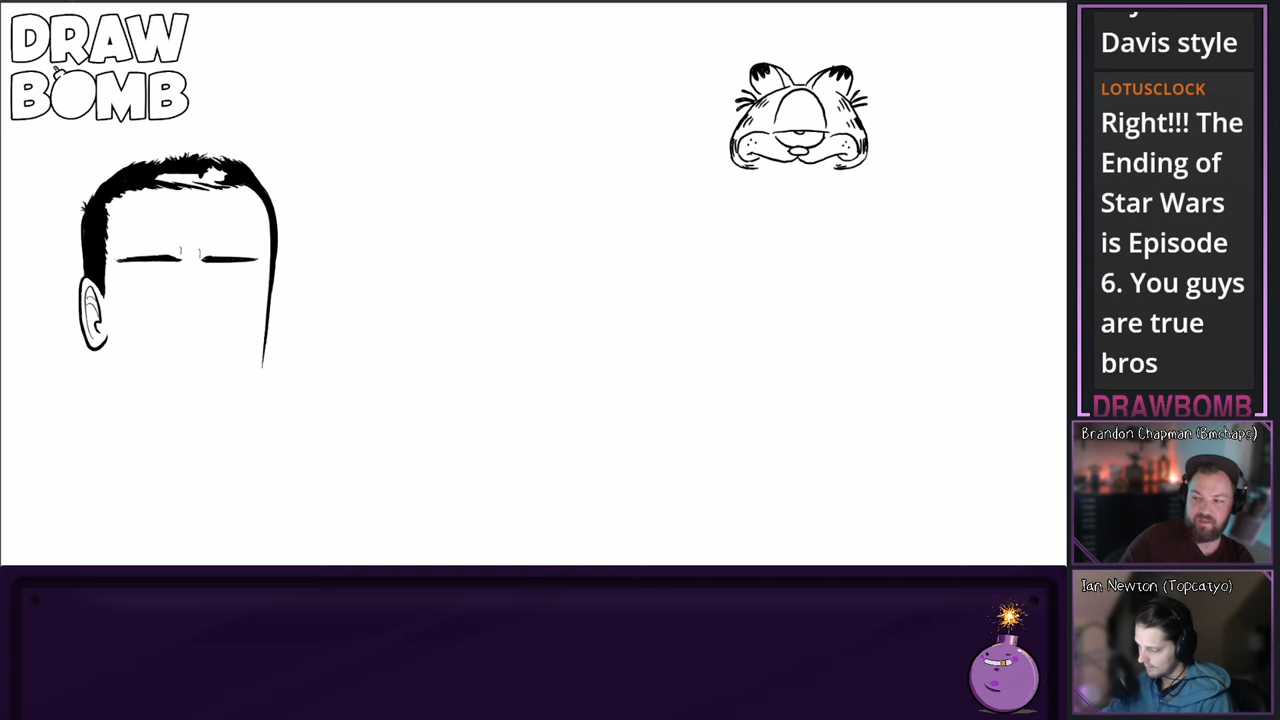 DRAW
BOMB
Davis style
LOTUSCLOCK
Right!!! The
Ending of
Star Wars
is Episode
6. You guys
are true
bros
DRAWBOMB
Brandon Chapman (Bmchaps)
Ian Newton (Topcatyo)